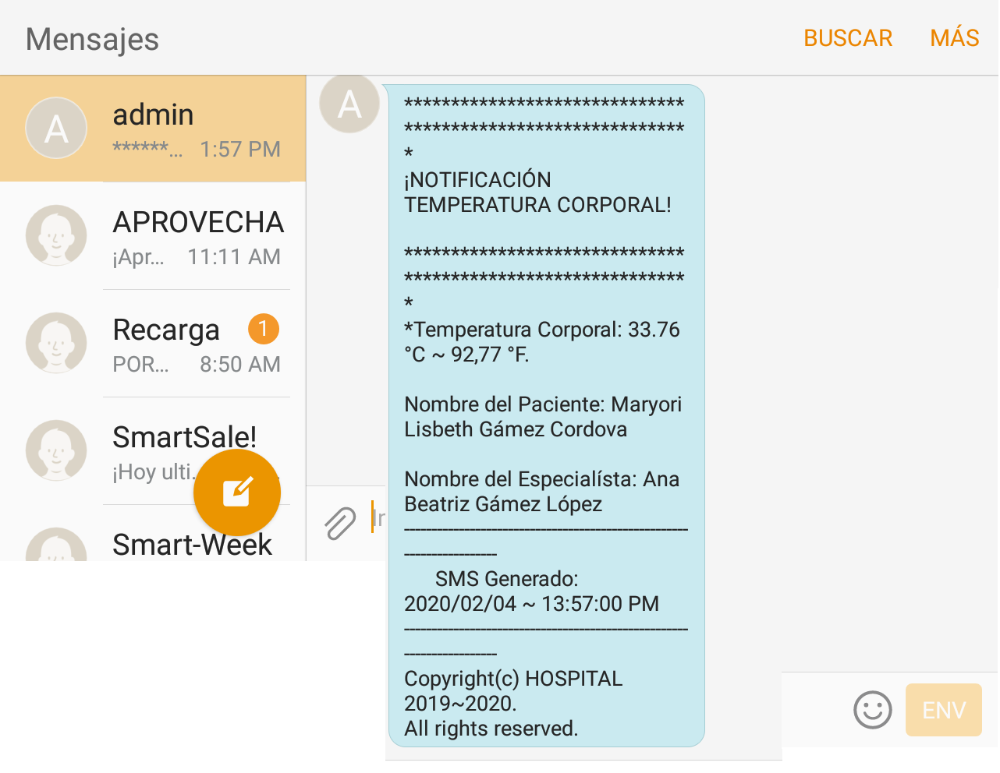 Mensajes
BUSCAR
MÁS
A
admin
******... 1:57 PM
APROVECHA
¡Apr... 11:11 AM
Recarga 1
POR... 8:50 AM
SmartSale!
¡Hoy ulti...
Smart-Week
A
******************************
******************************
*
¡NOTIFICACIÓN
TEMPERATURA CORPORAL!
******************************
******************************
*
*Temperatura Corporal: 33.76
°C ~ 92,77 °F.
Nombre del Paciente: Maryori
Lisbeth Gámez Cordova
Nombre del Especialísta: Ana
Beatriz Gámez López
----------------------------------------------------
-----------------
SMS Generado:
2020/02/04 ~ 13:57:00 PM
----------------------------------------------------
-----------------
Copyright(c) HOSPITAL
2019~2020.
All rights reserved.
ENV